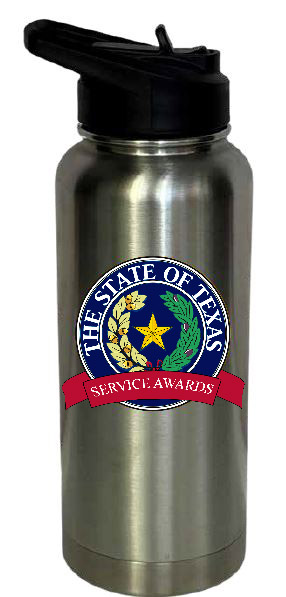 THE STATE OF TEXAS
SERVICE AWARDS